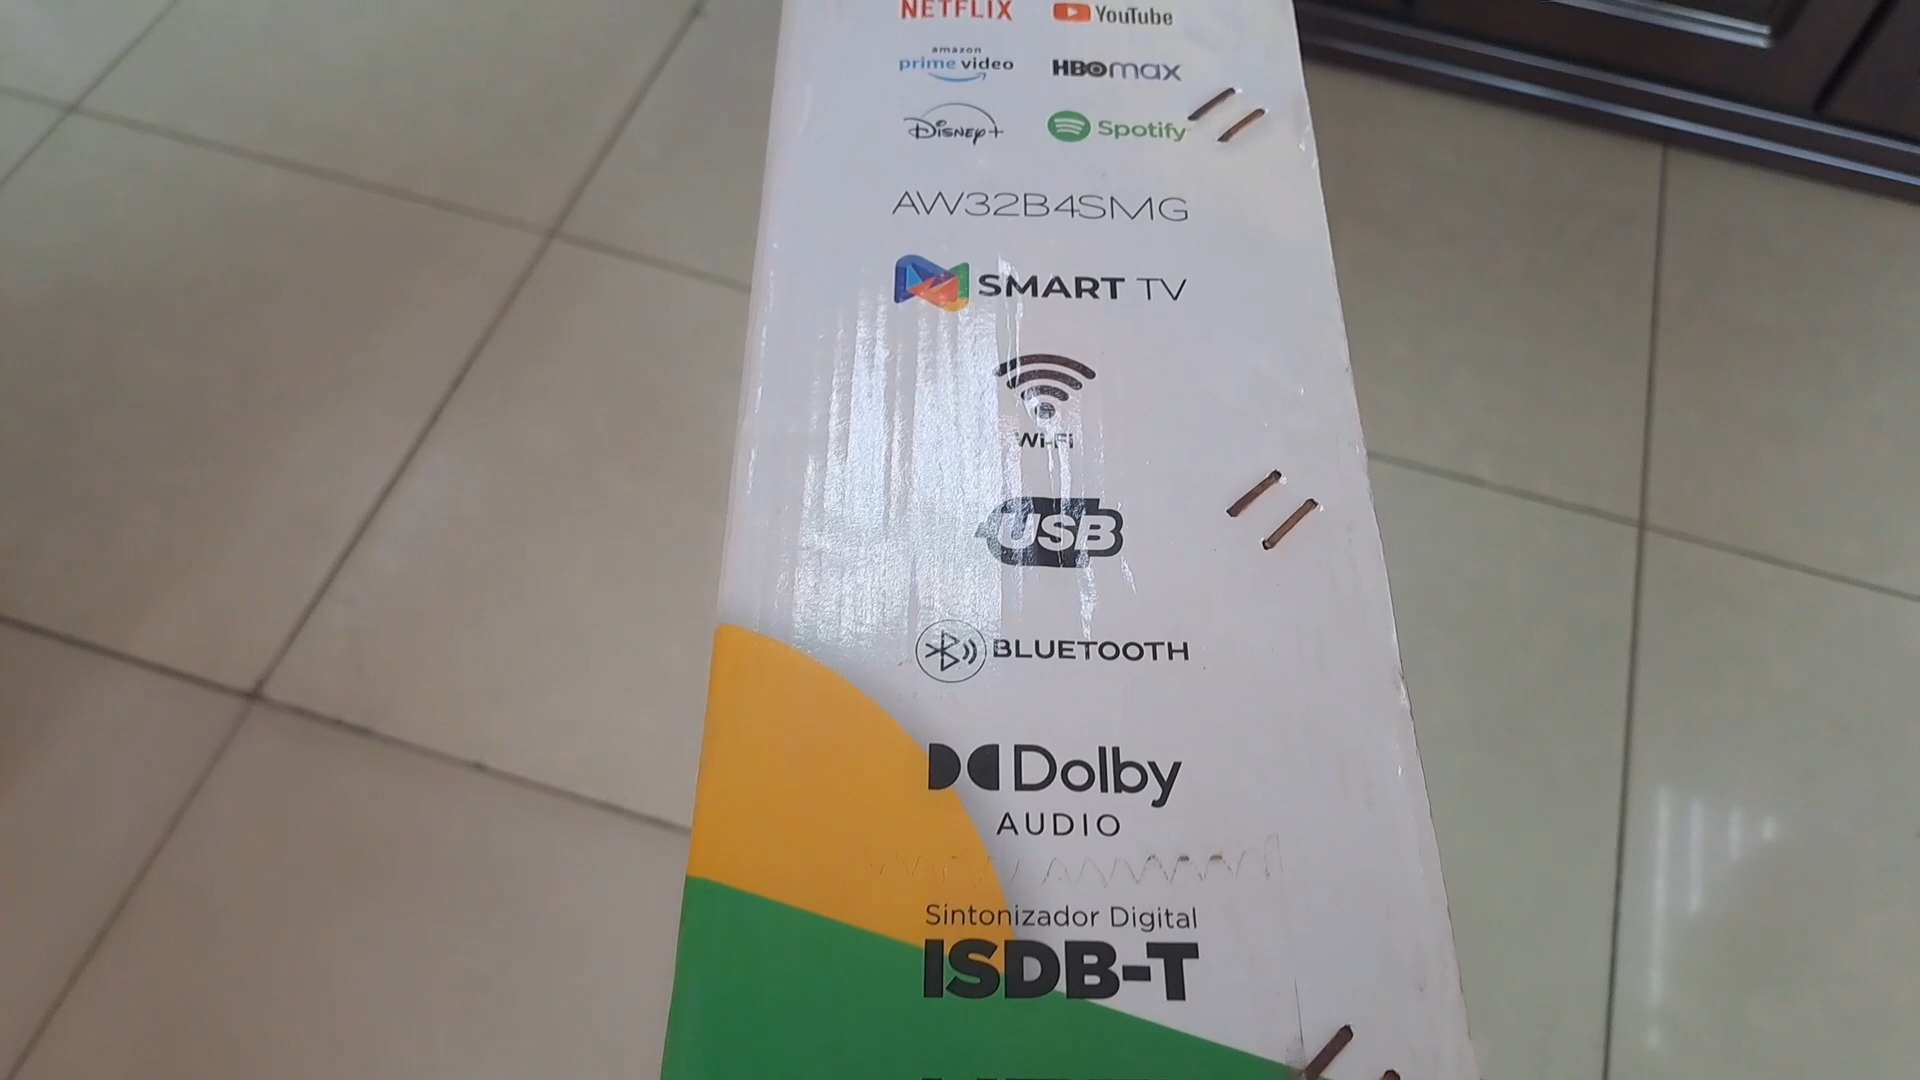 NETFLIX YouTube
amazon
prime video HBOmax
Disney+ Spotify
AW32B4SMG
SMART TV
Wi-Fi
USB
BLUETOOTH
Dolby
AUDIO
Sintonizador Digital
ISDB-T